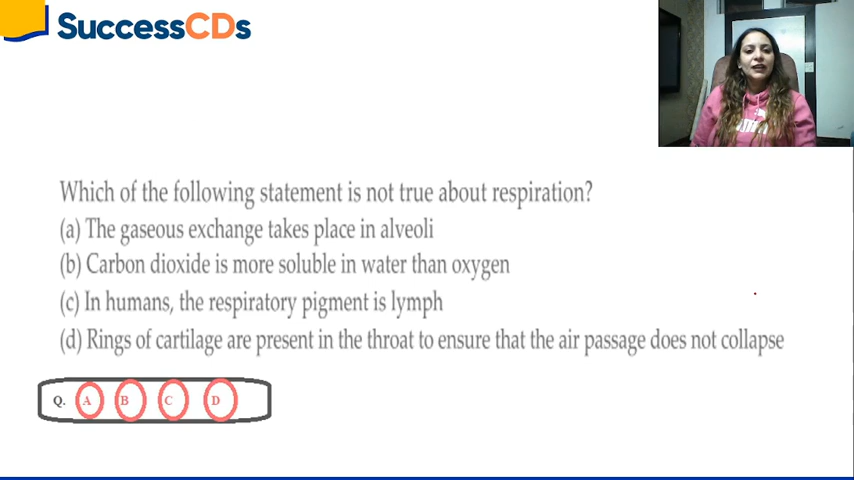 SuccessCDs
Which of the following statement is not true about respiration?
(a) The gaseous exchange takes place in alveoli
(b) Carbon dioxide is more soluble in water than oxygen
(c) In humans, the respiratory pigment is lymph
(d) Rings of cartilage are present in the throat to ensure that the air passage does not collapse
Q. A B C D